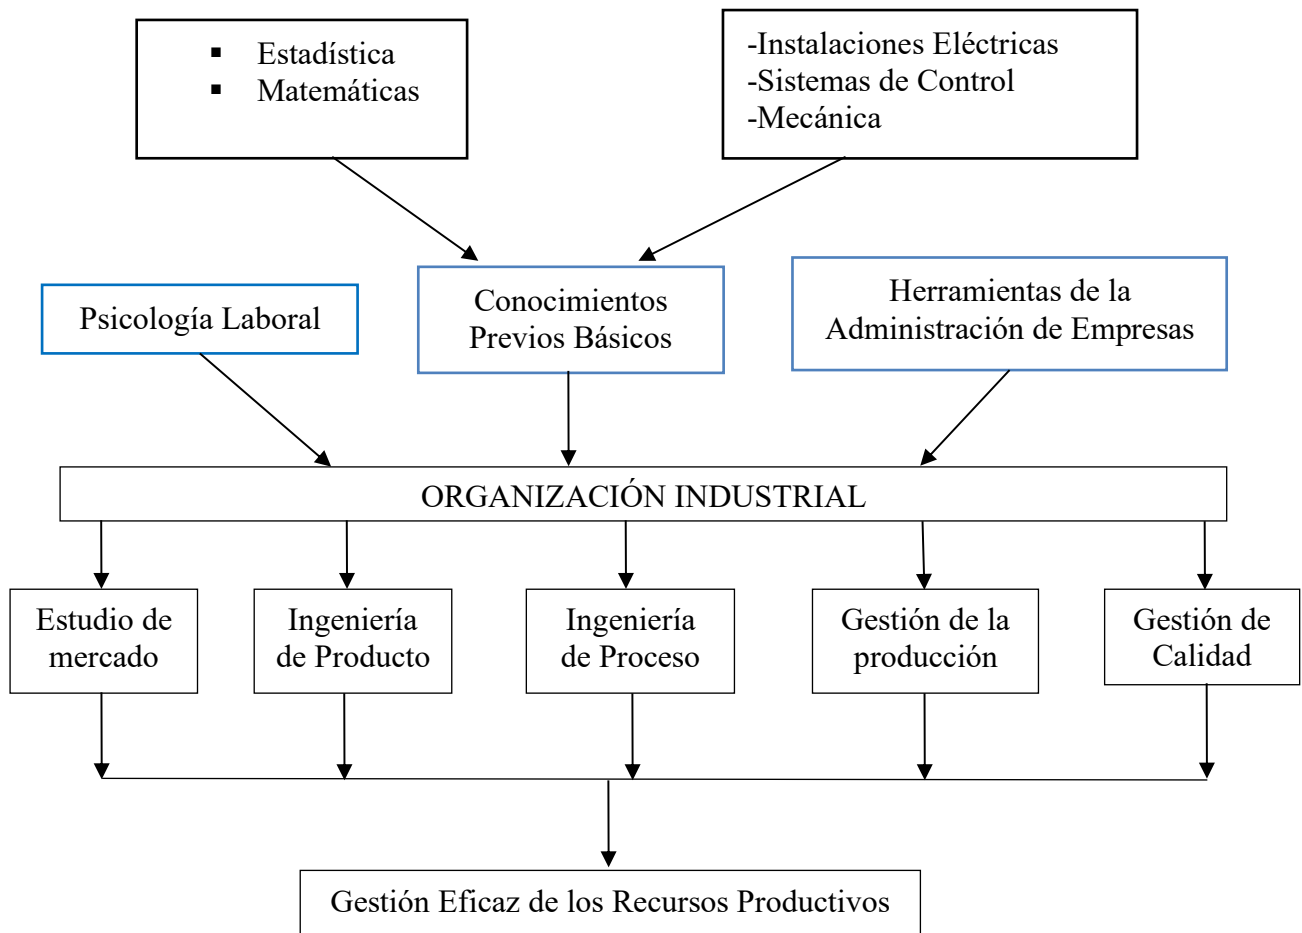 ▪ Estadística
▪ Matemáticas
-Instalaciones Eléctricas
-Sistemas de Control
-Mecánica
Psicología Laboral
Conocimientos
Previos Básicos
Herramientas de la
Administración de Empresas
ORGANIZACIÓN INDUSTRIAL
Estudio de
mercado
Ingeniería
de Producto
Ingeniería
de Proceso
Gestión de la
producción
Gestión de
Calidad
Gestión Eficaz de los Recursos Productivos